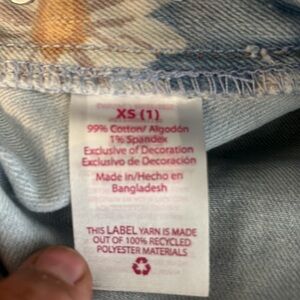 XS (1)
99% Cotton/ Algodón
1% Spandex
Exclusive of Decoration
Exclusivo de Decoración
Made in/Hecho en
Bangladesh
THIS LABEL YARN IS MADE
OUT OF 100% RECYCLED
POLYESTER MATERIALS